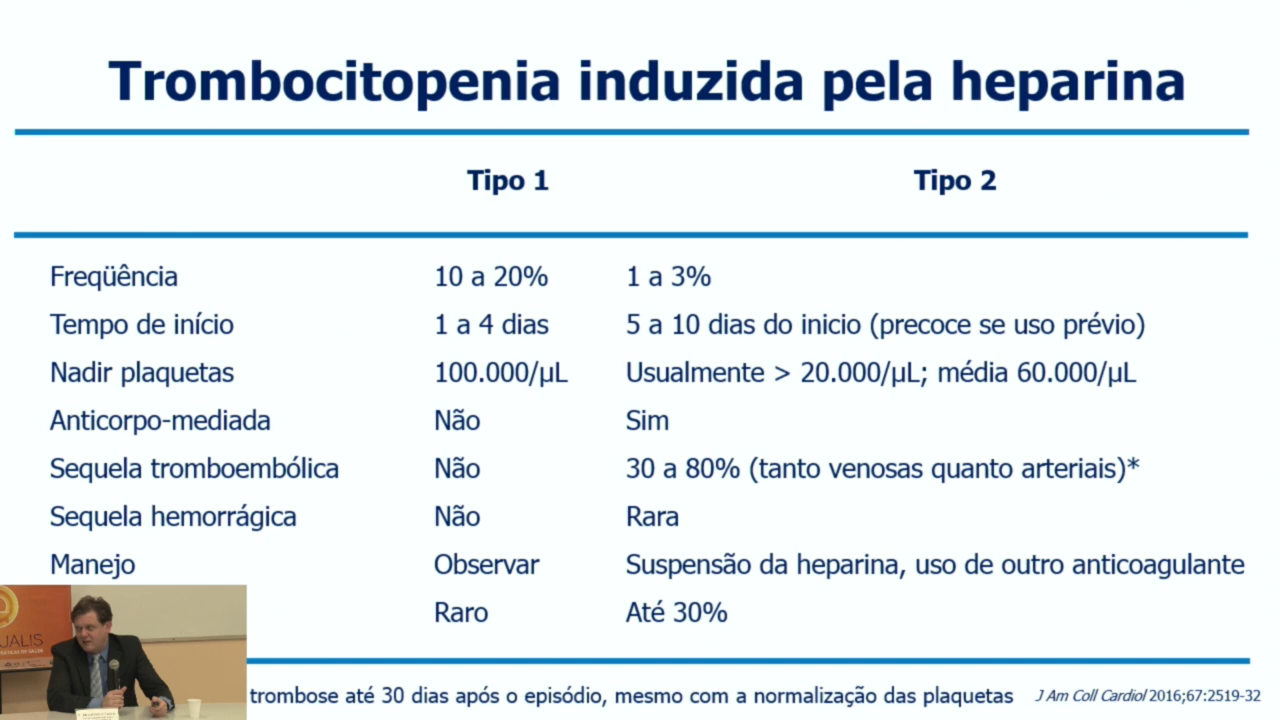 Trombocitopenia induzida pela heparina
Tipo 1 Tipo 2
Freqüência 10 a 20% 1 a 3%
Tempo de início 1 a 4 dias 5 a 10 dias do inicio (precoce se uso prévio)
Nadir plaquetas 100.000/µL Usualmente > 20.000/µL; média 60.000/µL
Anticorpo-mediada Não Sim
Sequela tromboembólica Não 30 a 80% (tanto venosas quanto arteriais)*
Sequela hemorrágica Não Rara
Manejo Observar Suspensão da heparina, uso de outro anticoagulante
Raro Até 30%
JALIS
trombose até 30 dias após o episódio, mesmo com a normalização das plaquetas J Am Coll Cardiol 2016;67:2519-32